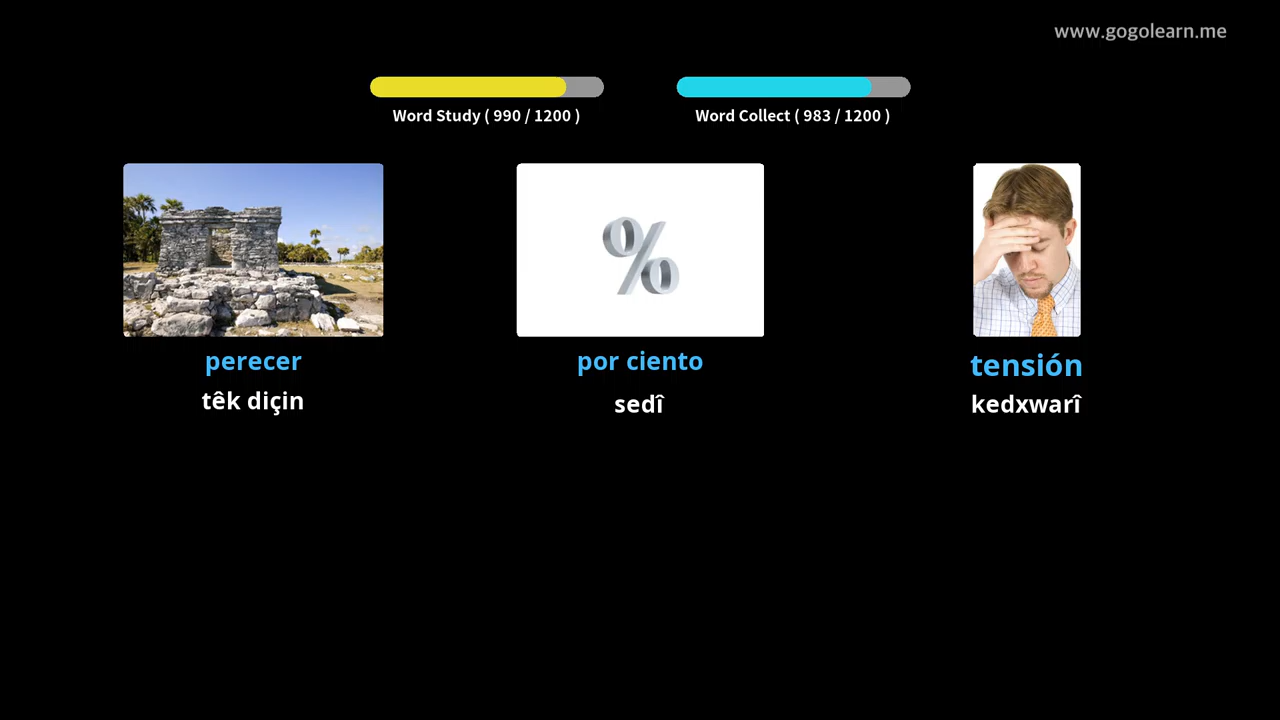 www.gogolearn.me
Word Study ( 990 / 1200 )
Word Collect ( 983 / 1200 )
%
perecer
por ciento
tensión
têk diçin
sedî
kedxwarî